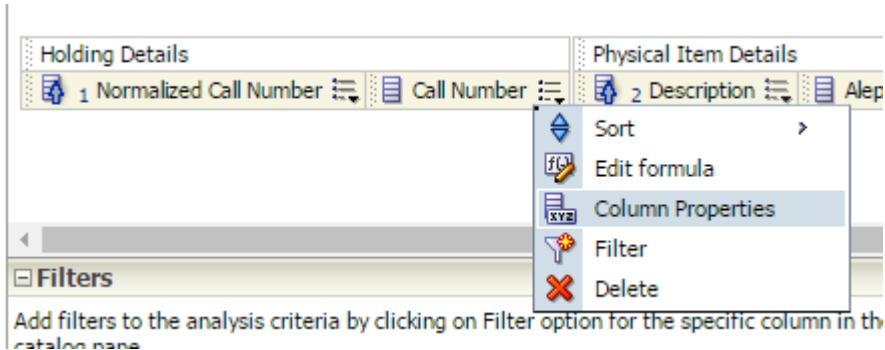 Holding Details
Physical Item Details
1 Normalized Call Number
Call Number
2 Description
Alep
Sort
f(..)
Edit formula
XYZ
Column Properties
Filter
Delete
Filters
Add filters to the analysis criteria by clicking on Filter option for the specific column in the
catalog pane